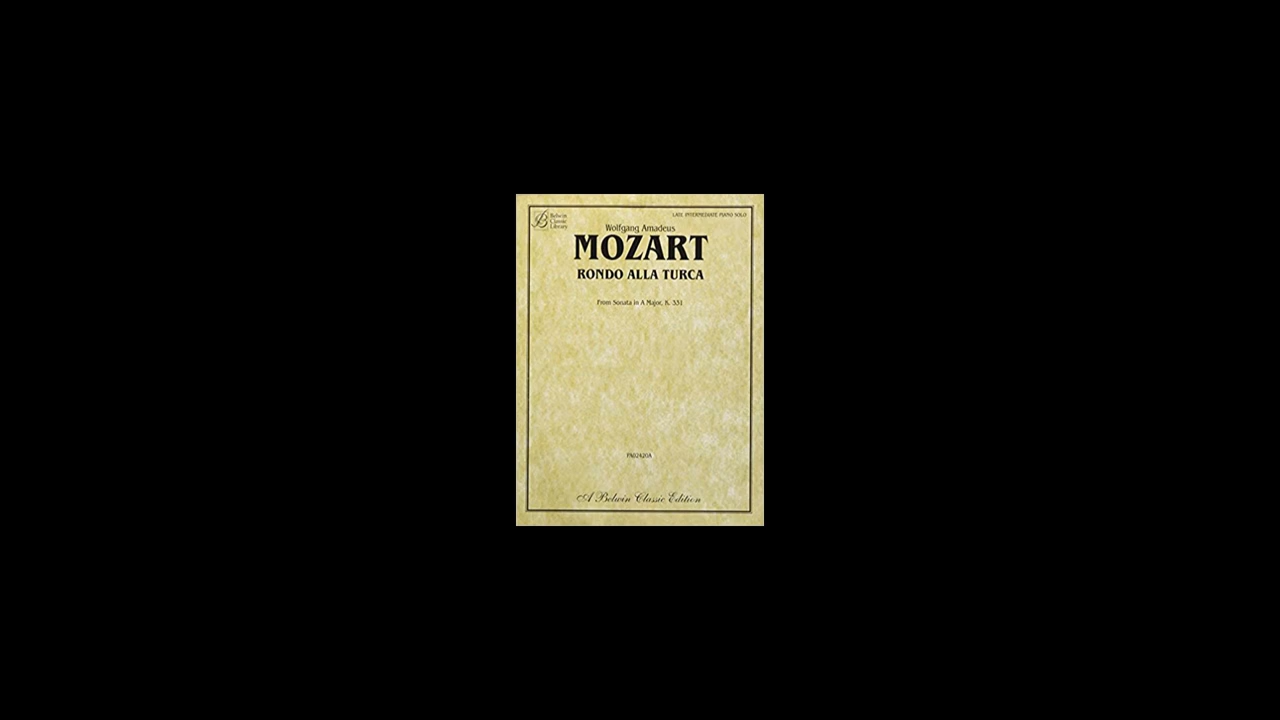 Belwin
Classic
Library
LATE INTERMEDIATE PIANO SOLO
Wolfgang Amadeus
MOZART
RONDO ALLA TURCA
From Sonata in A Major, K. 331
PA02420A
A Belwin Classic Edition